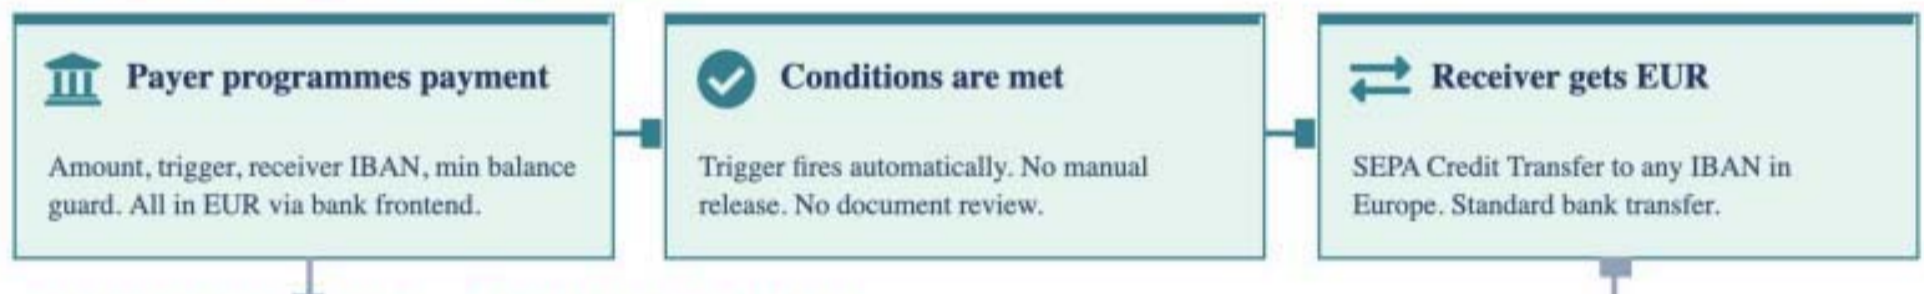 Payer programmes payment
Amount, trigger, receiver IBAN, min balance
guard. All in EUR via bank frontend.
Conditions are met
Trigger fires automatically. No manual
release. No document review.
Receiver gets EUR
SEPA Credit Transfer to any IBAN in
Europe. Standard bank transfer.